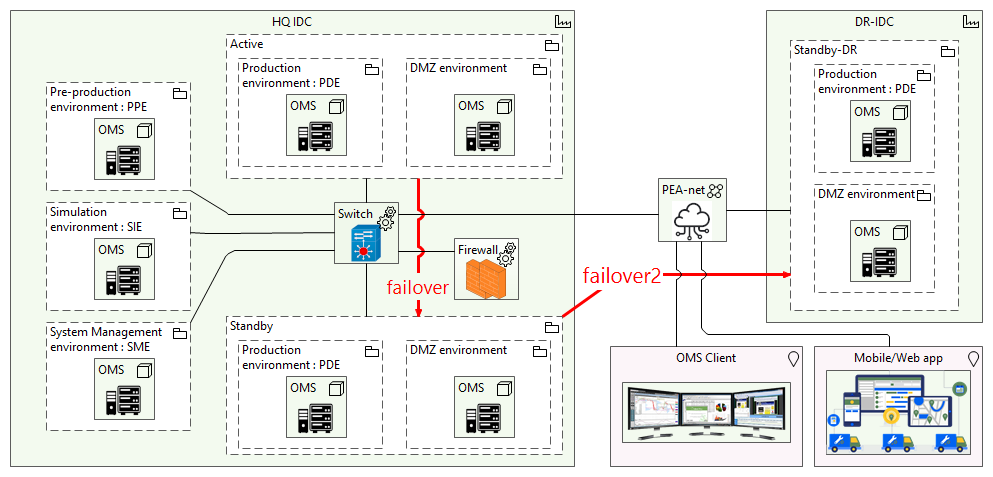 HQ IDC
Active
Production
environment : PDE
OMS
DMZ environment
OMS
Pre-production
environment : PPE
OMS
Simulation
environment : SIE
OMS
System Management
environment : SME
OMS
Switch
Firewall
failover
Standby
Production
environment : PDE
OMS
DMZ environment
OMS
failover2
PEA-net
DR-IDC
Standby-DR
Production
environment : PDE
OMS
DMZ environment
OMS
OMS Client
Mobile/Web app